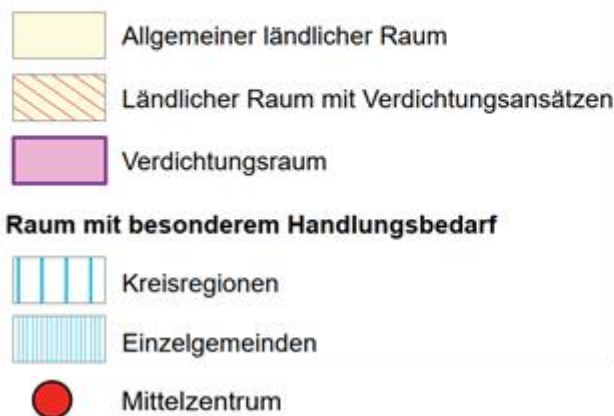 Allgemeiner ländlicher Raum
Ländlicher Raum mit Verdichtungsansätzen
Verdichtungsraum
Raum mit besonderem Handlungsbedarf
Kreisregionen
Einzelgemeinden
Mittelzentrum